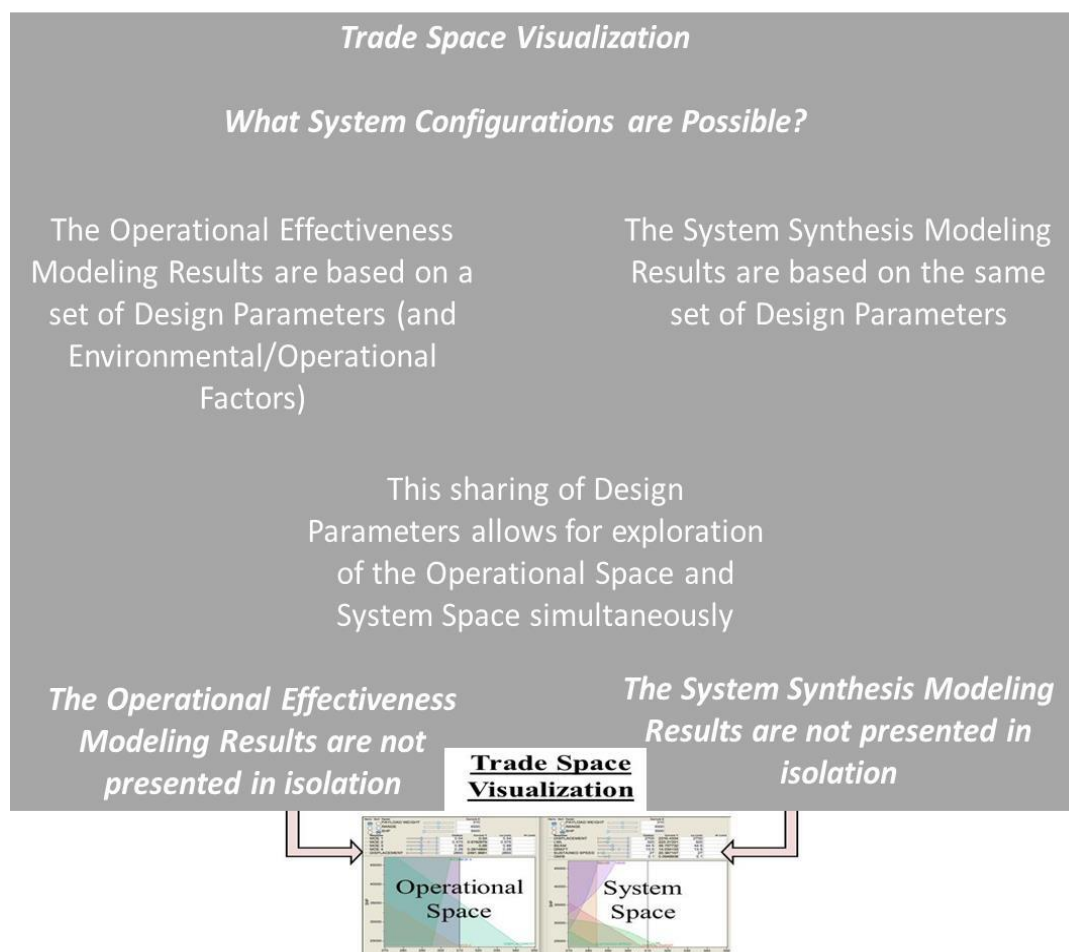 Trade Space Visualization
What System Configurations are Possible?
The Operational Effectiveness
Modeling Results are based on a
set of Design Parameters (and
Environmental/Operational
Factors)
The System Synthesis Modeling
Results are based on the same
set of Design Parameters
This sharing of Design
Parameters allows for exploration
of the Operational Space and
System Space simultaneously
The Operational Effectiveness
Modeling Results are not
presented in isolation
The System Synthesis Modeling
Results are not presented in
isolation
Trade Space
Visualization
PAYLOAD WEIGHT
RANGE
DISPLACEMENT
Operational
Space
System
Space